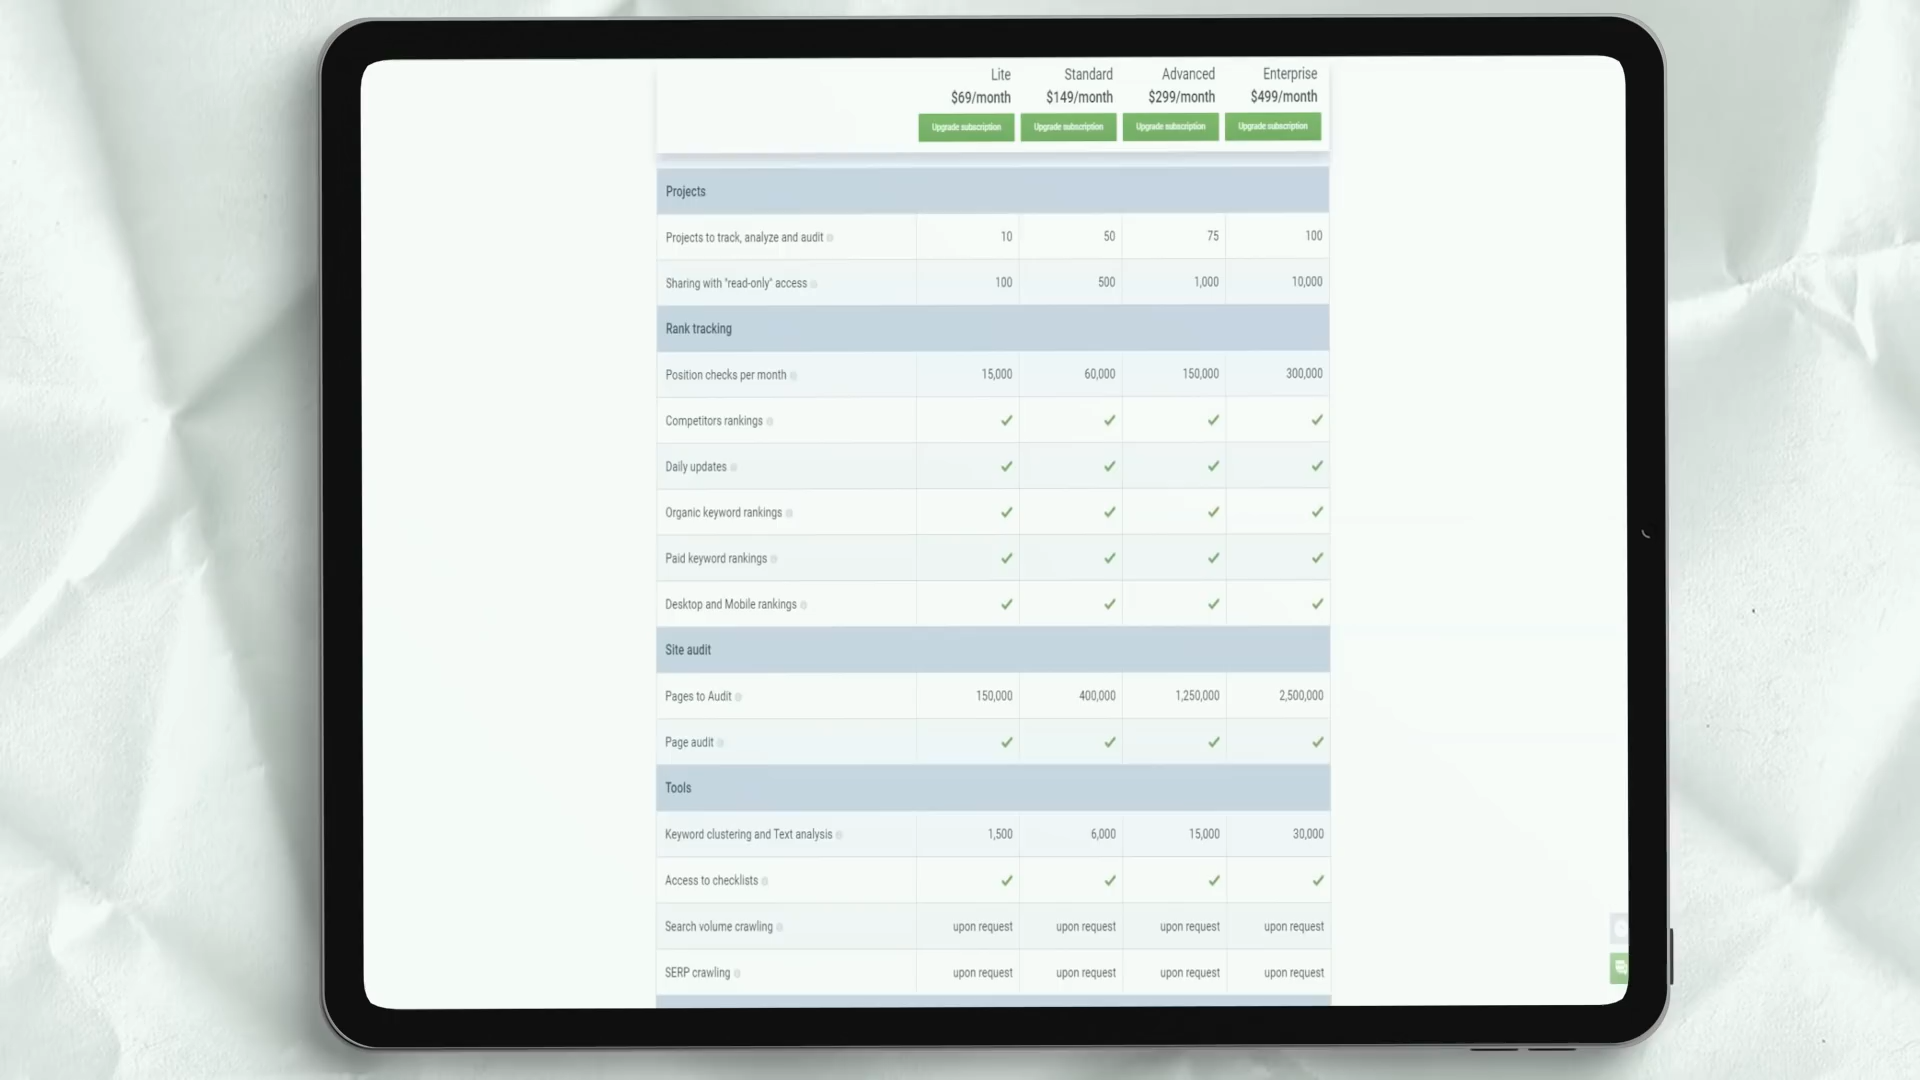 Lite Standard Advanced Enterprise
$69/month $149/month $299/month $499/month
Upgrade subscription Upgrade subscription Upgrade subscription Upgrade subscription
Projects
Projects to track, analyze and audit 10 50 75 100
Sharing with "read-only" access 100 500 1,000 10,000
Rank tracking
Position checks per month 15,000 60,000 150,000 300,000
Competitors rankings
Daily updates
Organic keyword rankings
Paid keyword rankings
Desktop and Mobile rankings
Site audit
Pages to Audit 150,000 400,000 1,250,000 2,500,000
Page audit
Tools
Keyword clustering and Text analysis 1,500 6,000 15,000 30,000
Access to checklists
Search volume crawling upon request upon request upon request upon request
SERP crawling upon request upon request upon request upon request